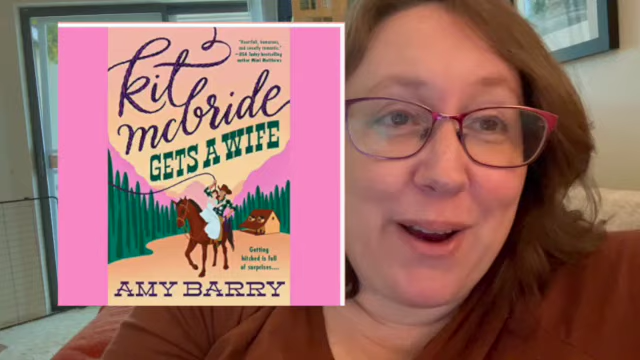 "Heartfelt, humorous,
and sweetly romantic."
—USA Today bestselling
author Mimi Matthews
kit
mcbride
GETS A WIFE
Getting
hitched is full
of surprises....
AMY BARRY